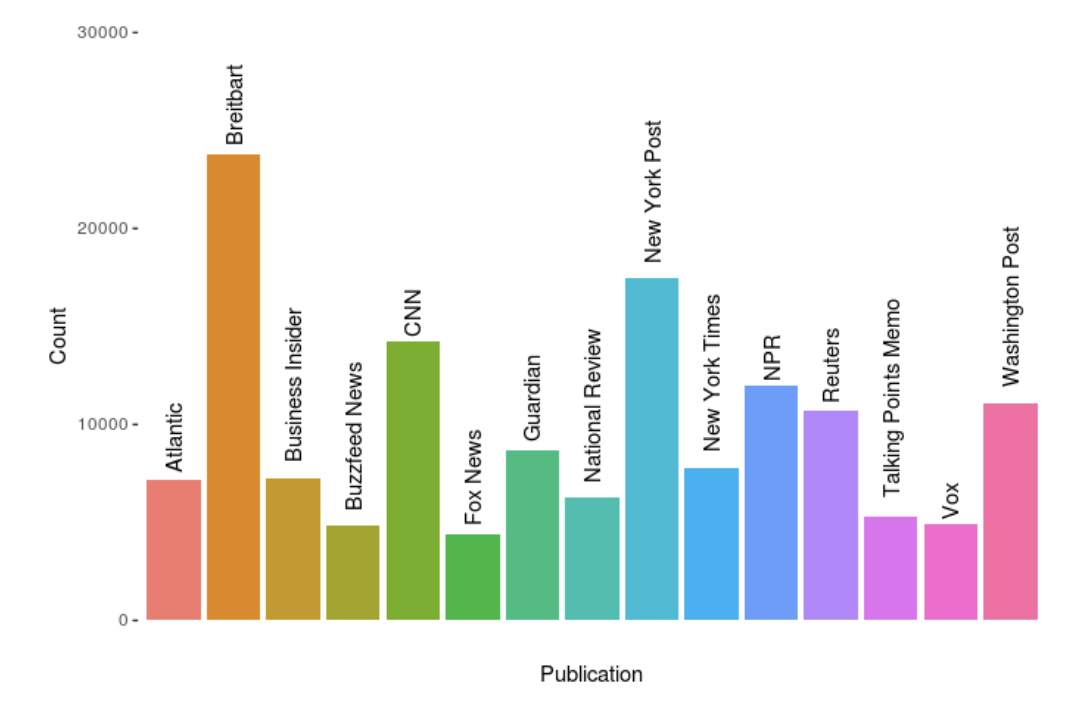 30000
20000
10000
0
Count
Atlantic
Breitbart
Business Insider
Buzzfeed News
CNN
Fox News
Guardian
National Review
New York Post
New York Times
NPR
Reuters
Talking Points Memo
Vox
Washington Post
Publication